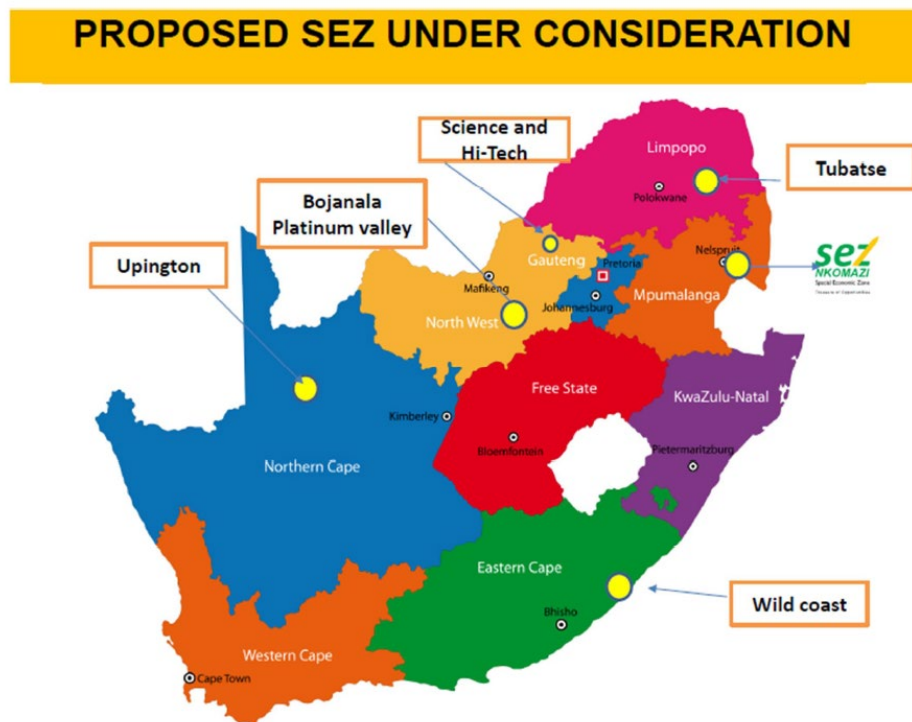 PROPOSED SEZ UNDER CONSIDERATION
Science and
Hi-Tech
Limpopo
Tubatse
Polokwane
Bojanala
Platinum valley
Upington
Gauteng
Pretoria
Nelspruit
sez
NKOMAZI
Special Economic Zone
Mafikeng
Mpumalanga
Johannesburg
North West
Free State
KwaZulu-Natal
Kimberley
Bloemfontein
Pietermaritzburg
Northern Cape
Eastern Cape
Wild coast
Bhisho
Western Cape
Cape Town